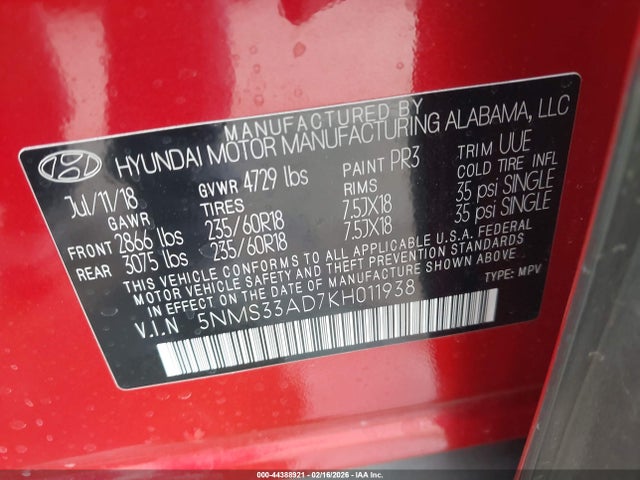 MANUFACTURED BY
HYUNDAI MOTOR MANUFACTURING ALABAMA, LLC
Jul/11/18 GVWR 4729 lbs PAINT PR3 TRIM UUE
GAWR TIRES RIMS COLD TIRE INFL
FRONT 2866 lbs 235/60R18 7.5JX18 35 psi SINGLE
REAR 3075 lbs 235/60R18 7.5JX18 35 psi SINGLE
THIS VEHICLE CONFORMS TO ALL APPLICABLE U.S.A. FEDERAL
MOTOR VEHICLE SAFETY AND THEFT PREVENTION STANDARDS
IN EFFECT ON THE DATE OF MANUFACTURE.
V.I.N 5NMS33AD7KH011938 TYPE: MPV
000-44388921 - 02/16/2026 - IAA Inc.